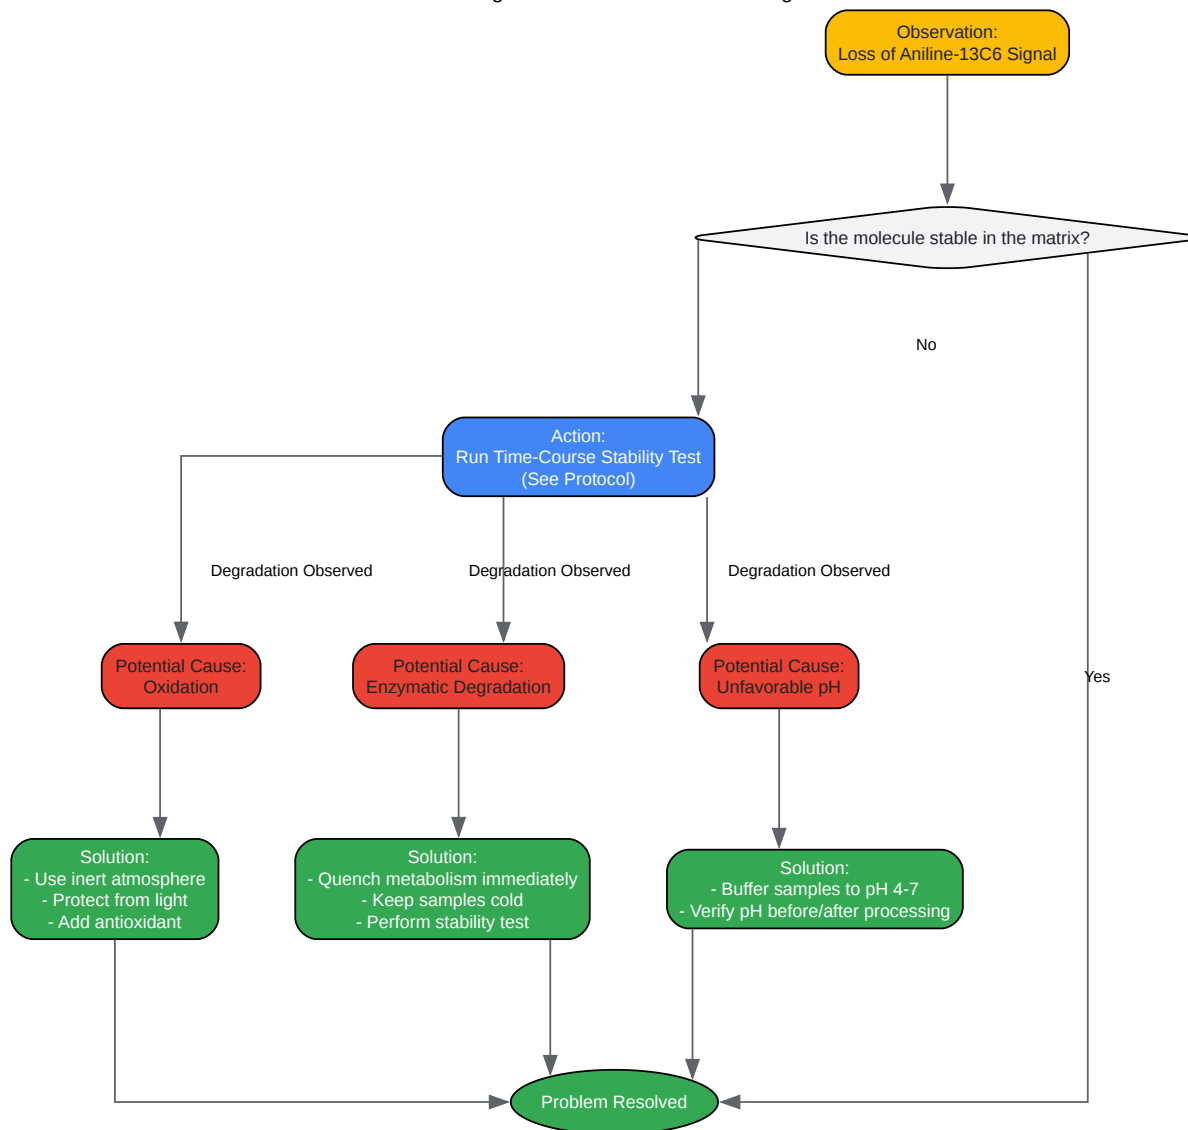 Observation:
Loss of Aniline-13C6 Signal
Is the molecule stable in the matrix?
No
Action:
Run Time-Course Stability Test
(See Protocol)
Degradation Observed
Degradation Observed
Degradation Observed
Potential Cause:
Oxidation
Potential Cause:
Enzymatic Degradation
Potential Cause:
Unfavorable pH
Yes
Solution:
- Use inert atmosphere
- Protect from light
- Add antioxidant
Solution:
- Quench metabolism immediately
- Keep samples cold
- Perform stability test
Solution:
- Buffer samples to pH 4-7
- Verify pH before/after processing
Problem Resolved